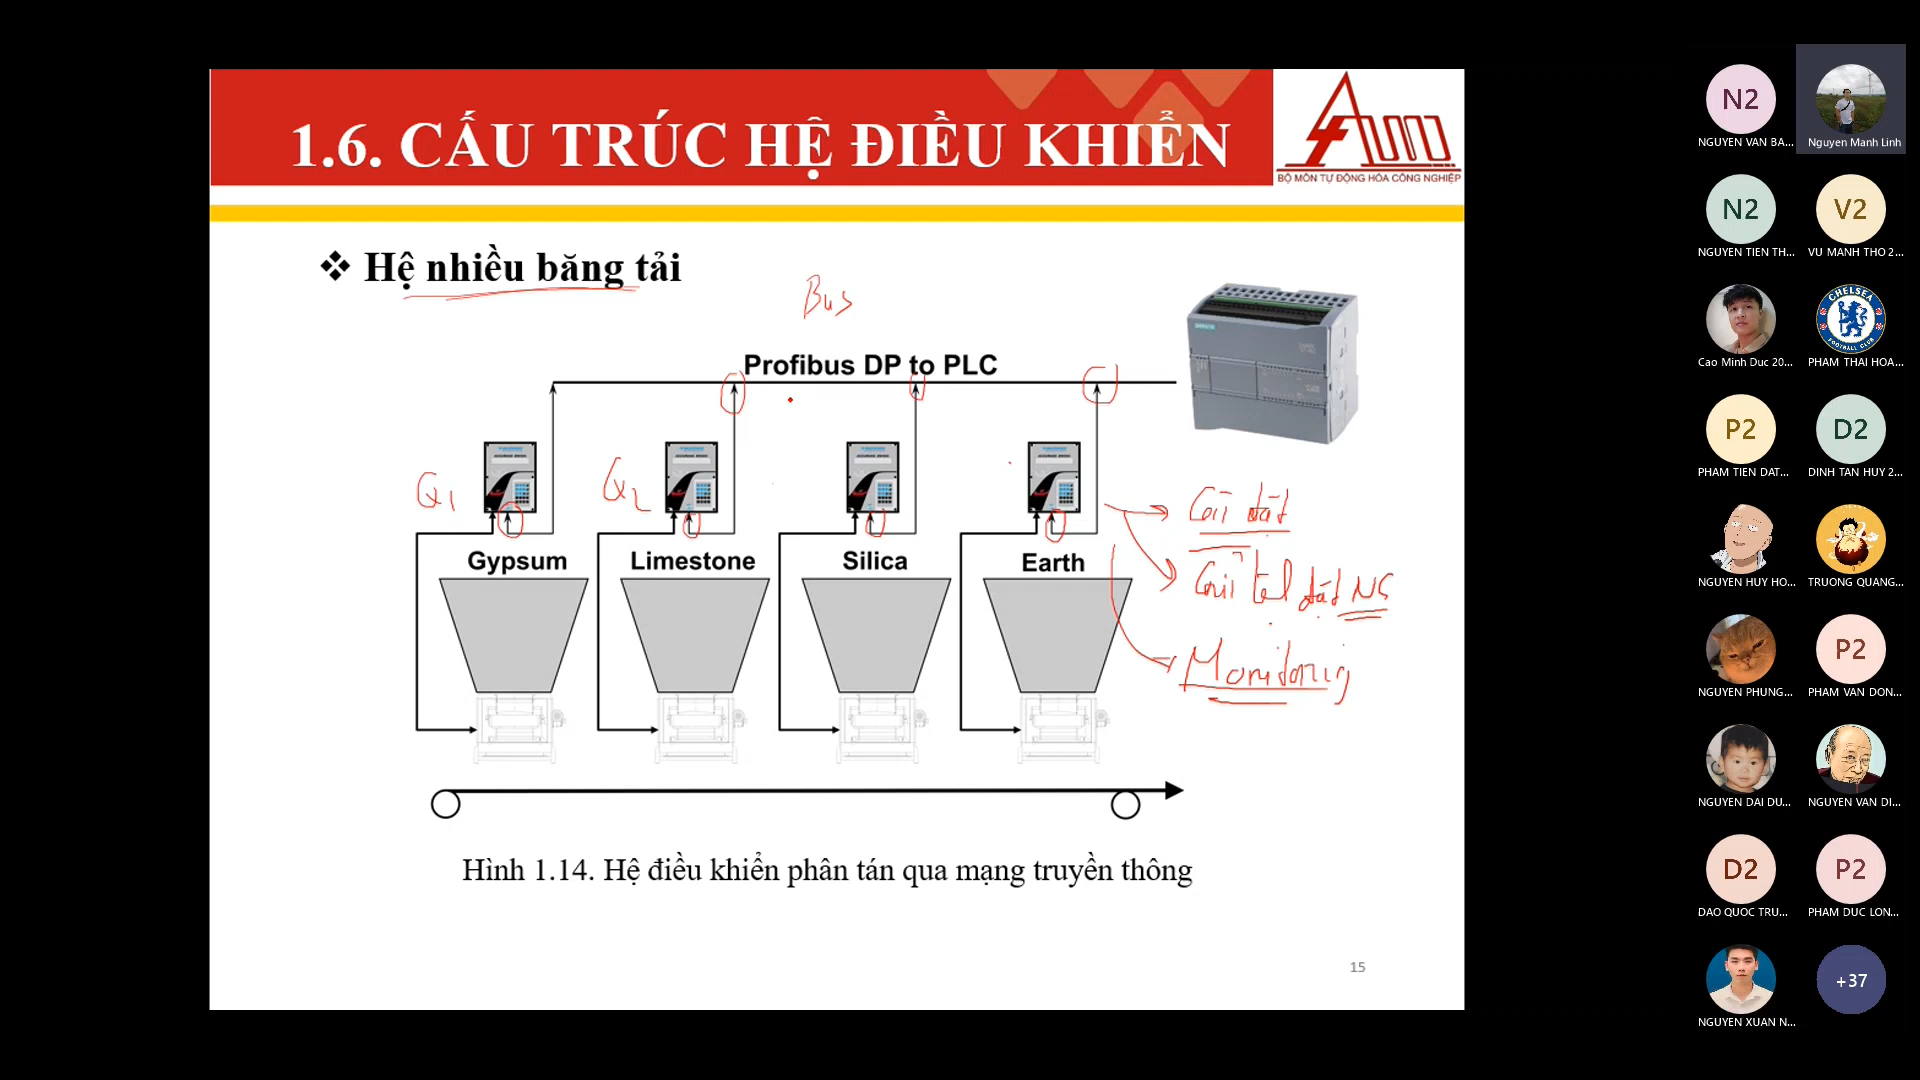 1.6. CẤU TRÚC HỆ ĐIỀU KHIỂN
BỘ MÔN TỰ ĐỘNG HÓA CÔNG NGHIỆP
❖ Hệ nhiều băng tải
Bus
Profibus DP to PLC
Q1
Q2
Gypsum
Limestone
Silica
Earth
Cài đặt
đặt NS
Monitoring
Hình 1.14. Hệ điều khiển phân tán qua mạng truyền thông
15
N2
NGUYEN VAN BA...
Nguyen Manh Linh
N2
NGUYEN TIEN TH...
V2
VU MANH THO 2...
Cao Minh Duc 20...
CHELSEA
FOOTBALL CLUB
PHAM THAI HOA...
P2
PHAM TIEN DAT...
D2
DINH TAN HUY 2...
NGUYEN HUY HO...
TRUONG QUANG...
NGUYEN PHUNG...
P2
PHAM VAN DON...
NGUYEN DAI DU...
NGUYEN VAN DI...
D2
DAO QUOC TRU...
P2
PHAM DUC LON...
NGUYEN XUAN N...
+37